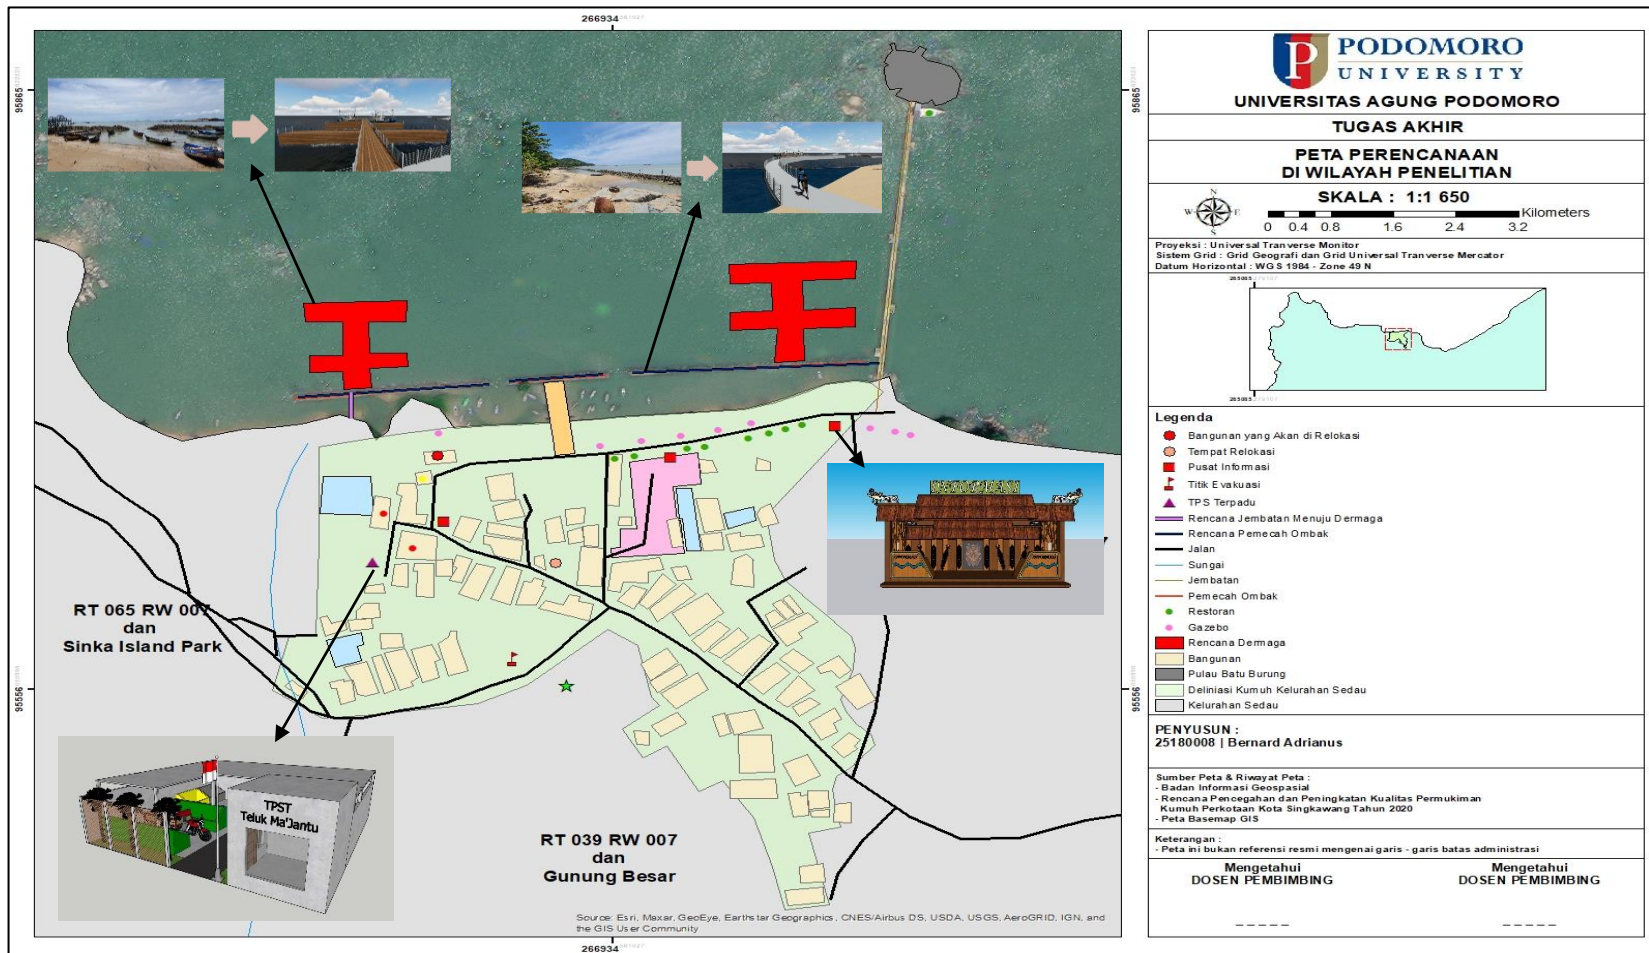 266934
95865
95865
RT 065 RW 007
dan
Sinka Island Park
TPST
Teluk Ma'Jantu
RT 039 RW 007
dan
Gunung Besar
95556
95556
Source: Esri, Maxar, GeoEye, Earthstar Geographics, CNES/Airbus DS, USDA, USGS, AeroGRID, IGN, and
the GIS User Community
266934
PODOMORO
UNIVERSITY
UNIVERSITAS AGUNG PODOMORO
TUGAS AKHIR
PETA PERENCANAAN
DI WILAYAH PENELITIAN
SKALA : 1:1 650
N
W E
S
Kilometers
0 0.4 0.8 1.6 2.4 3.2
Proyeksi : Universal Tranverse Monitor
Sistem Grid : Grid Geografi dan Grid Universal Tranverse Mercator
Datum Horizontal : WGS 1984 - Zone 49 N
Legenda
Bangunan yang Akan di Relokasi
Tempat Relokasi
Pusat Informasi
Titik Evakuasi
TPS Terpadu
Rencana Jembatan Menuju Dermaga
Rencana Pemecah Ombak
Jalan
Sungai
Jembatan
Pemecah Ombak
Restoran
Gazebo
Rencana Dermaga
Bangunan
Pulau Batu Burung
Deliniasi Kumuh Kelurahan Sedau
Kelurahan Sedau
PENYUSUN :
25180008 | Bernard Adrianus
Sumber Peta & Riwayat Peta :
- Badan Informasi Geospasial
- Rencana Pencegahan dan Peningkatan Kualitas Permukiman
Kumuh Perkotaan Kota Singkawang Tahun 2020
- Peta Basemap GIS
Keterangan :
- Peta ini bukan referensi resmi mengenai garis - garis batas administrasi
Mengetahui
DOSEN PEMBIMBING
Mengetahui
DOSEN PEMBIMBING